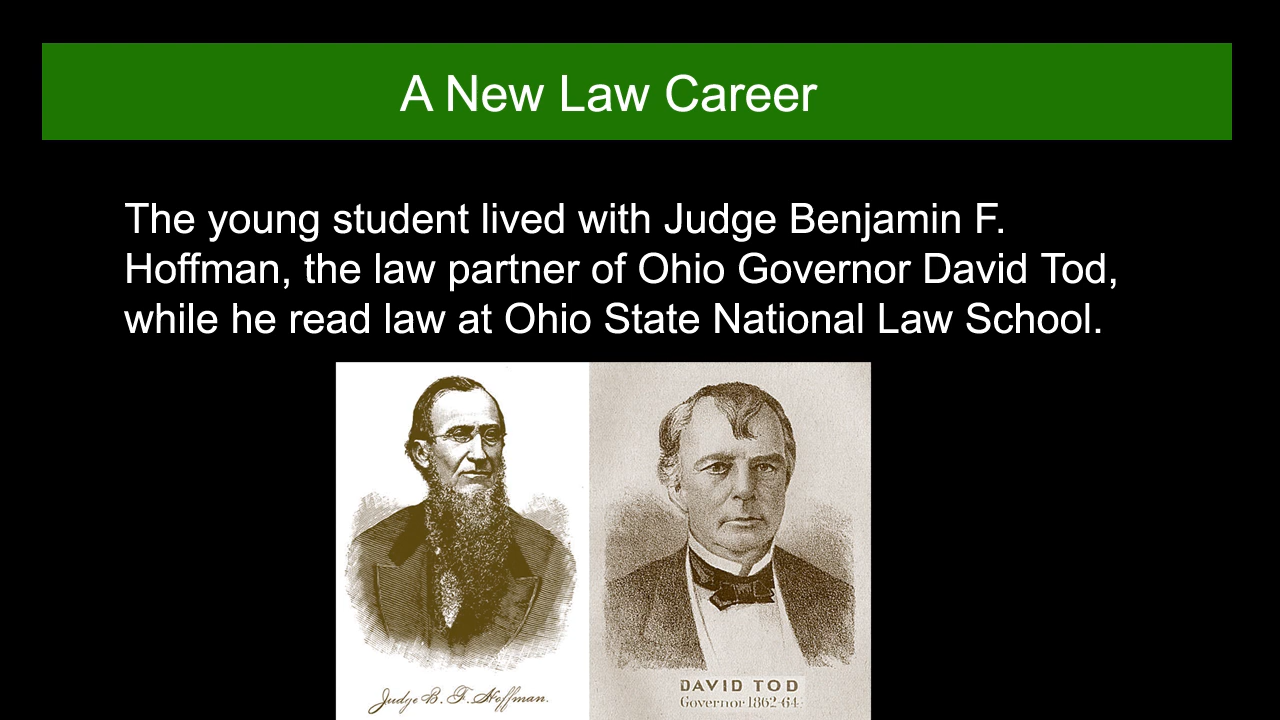 A New Law Career
The young student lived with Judge Benjamin F.
Hoffman, the law partner of Ohio Governor David Tod,
while he read law at Ohio State National Law School.
Judge B. F. Hoffman.
DAVID TOD
Governor 1862-64